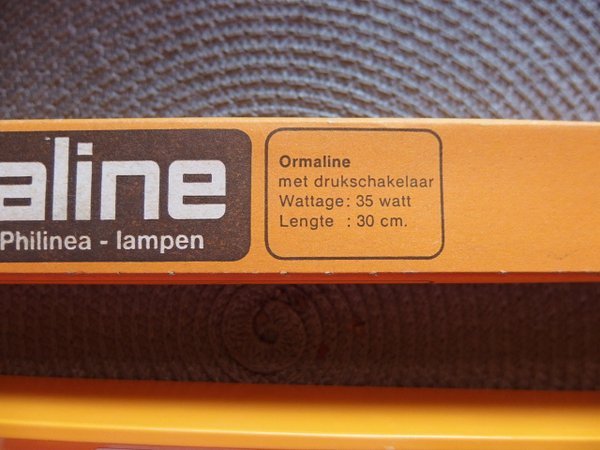 aline
Philinea - lampen
Ormaline
met drukschakelaar
Wattage: 35 watt
Lengte : 30 cm.